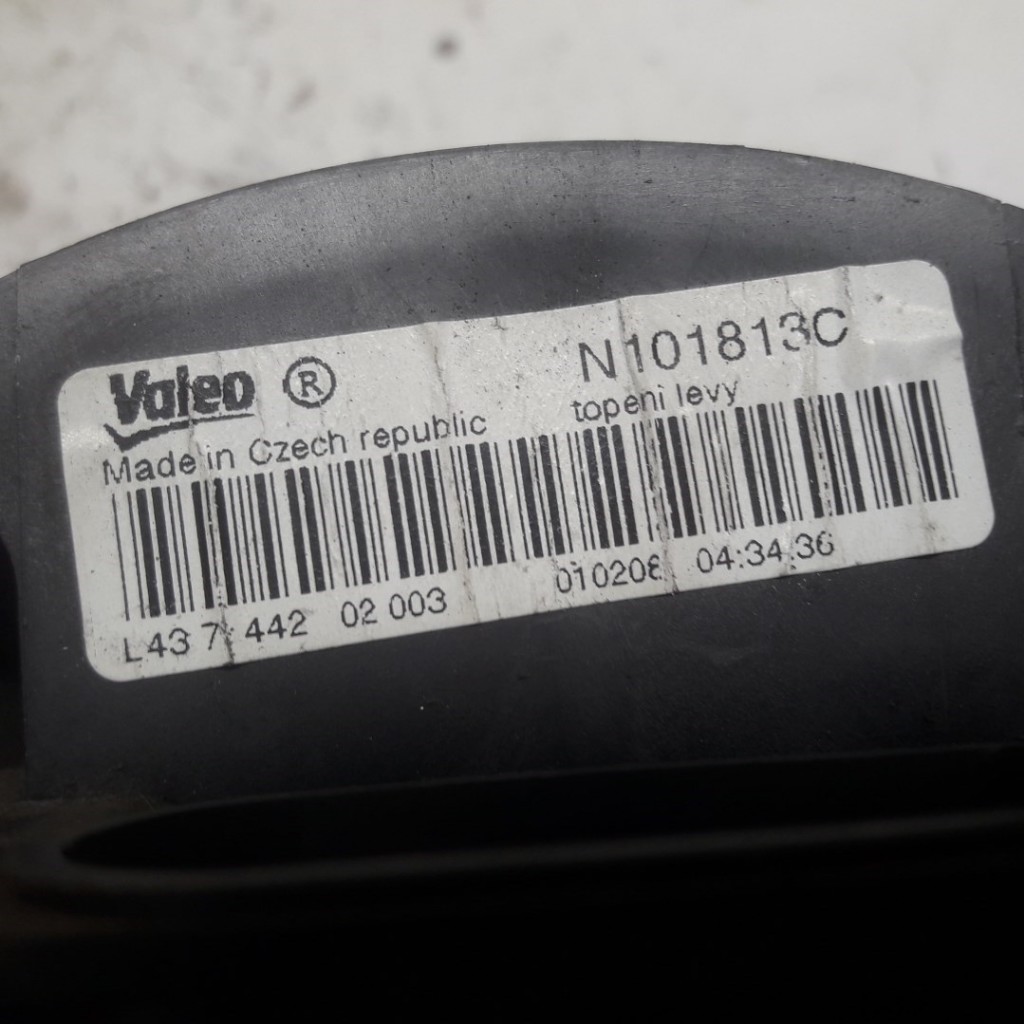 Valeo ® N101813C
Made in Czech republic topeni levy
L43 7 442 02 003 010208 04:34:36